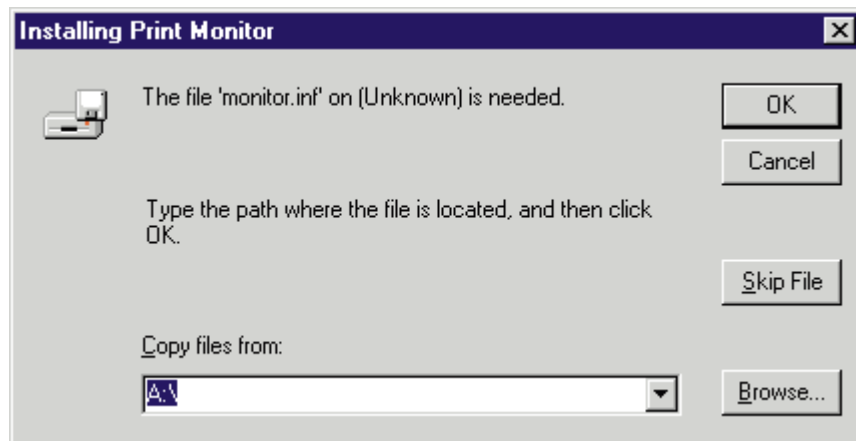 Installing Print Monitor
The file 'monitor.inf' on (Unknown) is needed.
OK
Cancel
Type the path where the file is located, and then click
OK.
Skip File
Copy files from:
A:\
Browse...